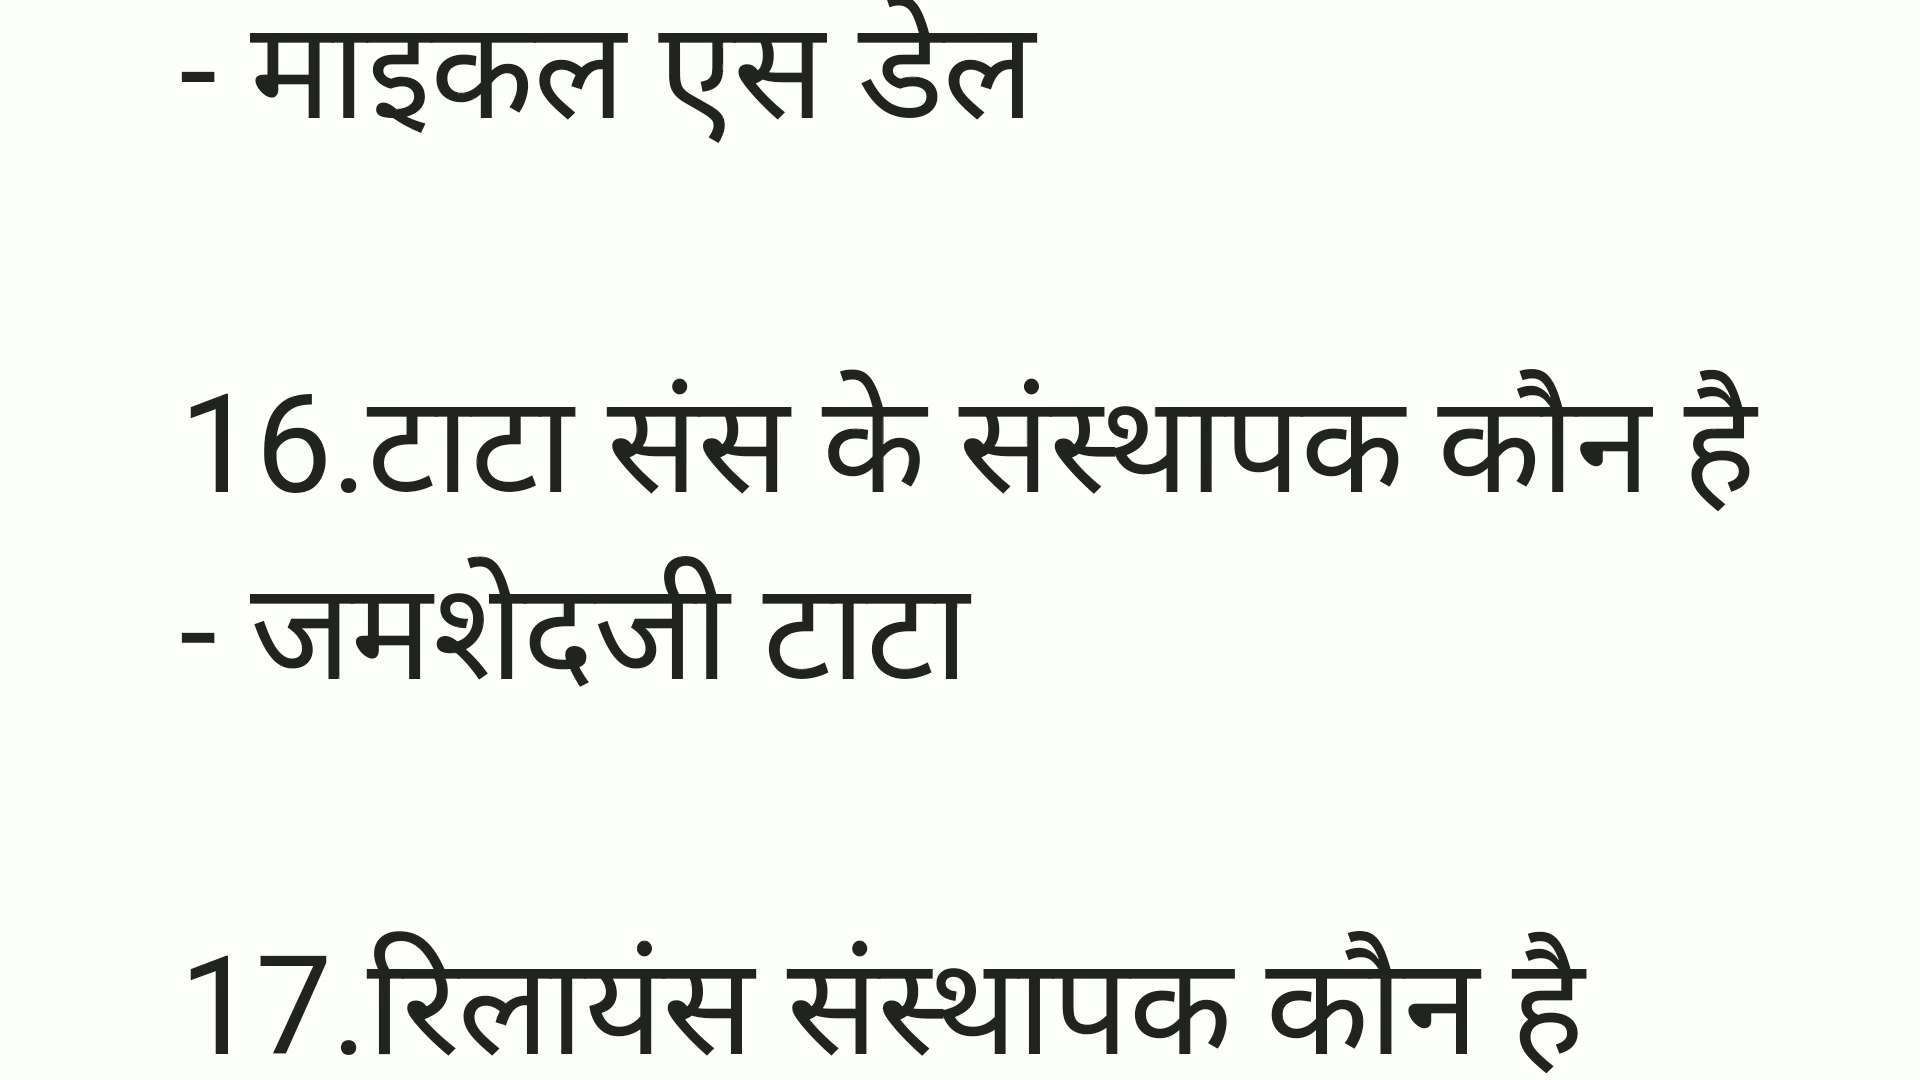 - माइकल एस डेल
16.टाटा संस के संस्थापक कौन है
- जमशेदजी टाटा
17.रिलायंस संस्थापक कौन है